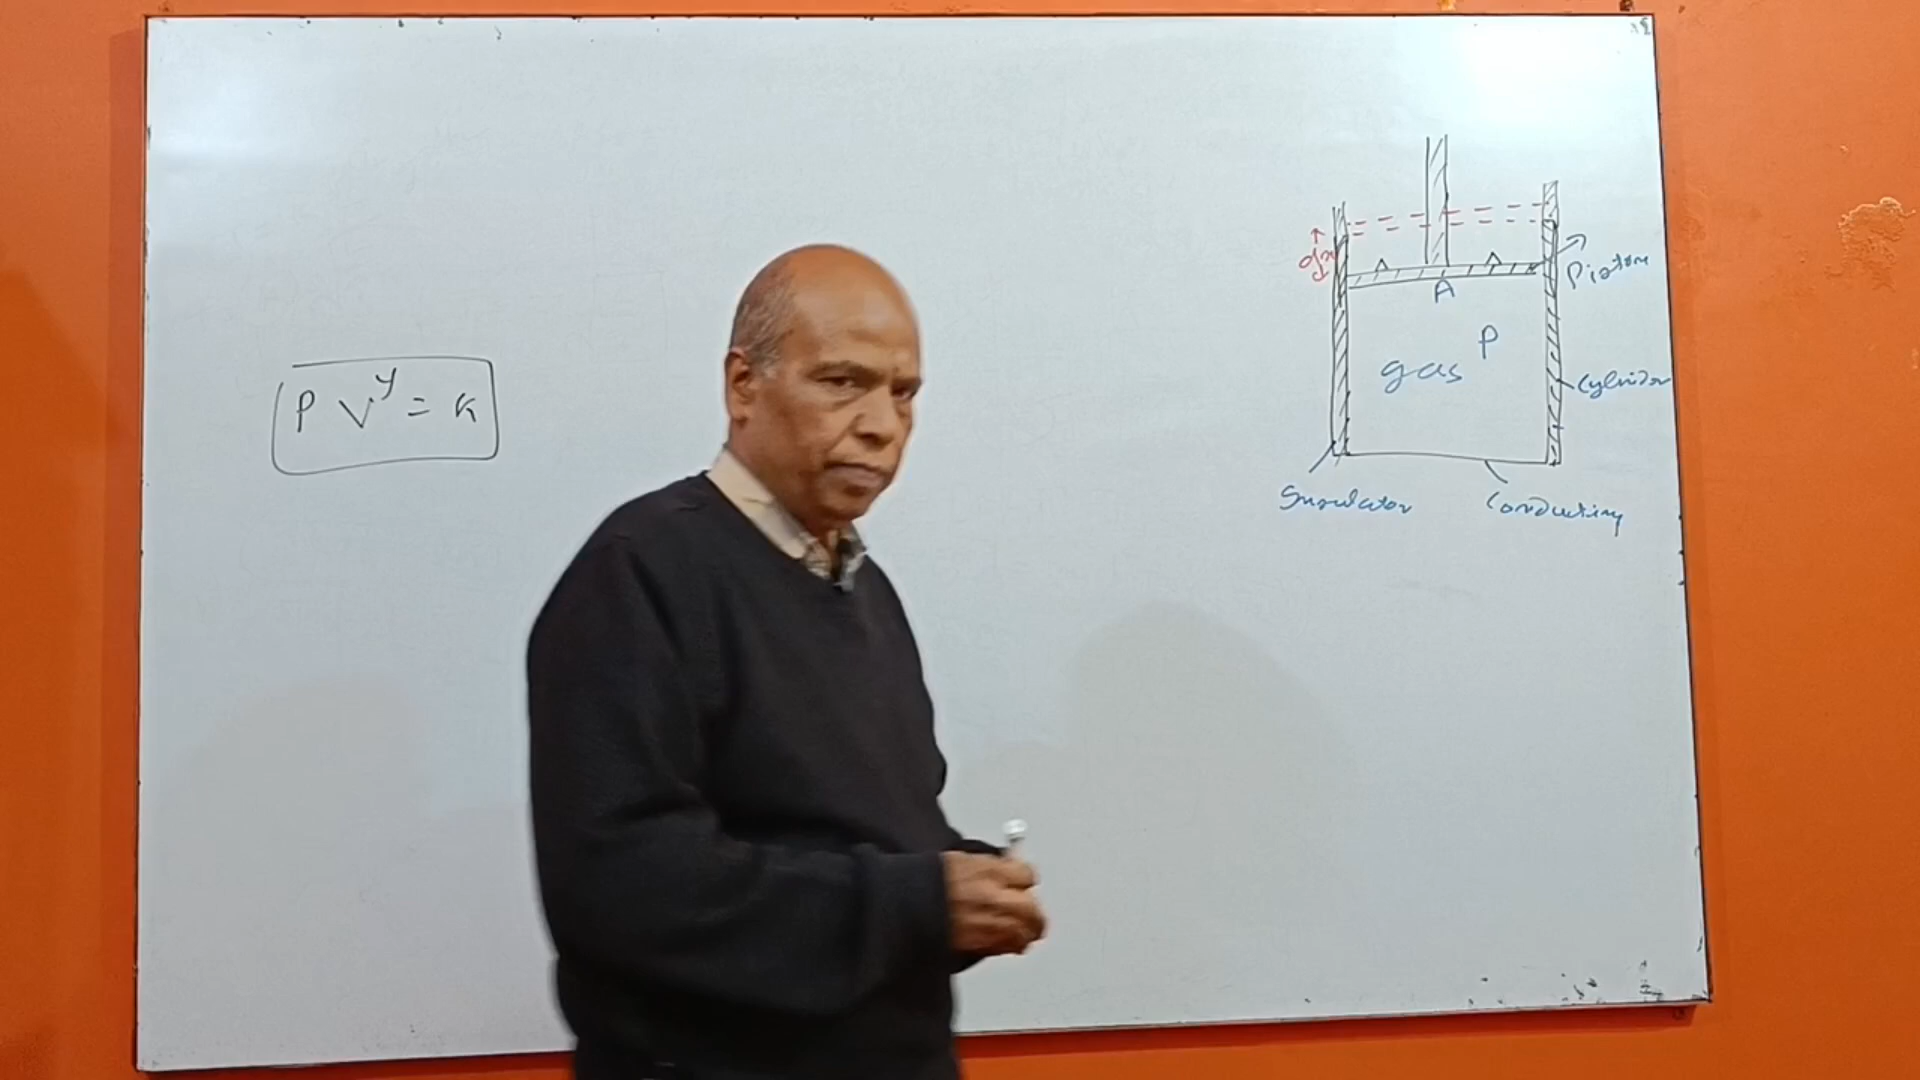 P V^γ = K
dx
Piston
A
P
gas
Cylinder
Insulator
Conducting